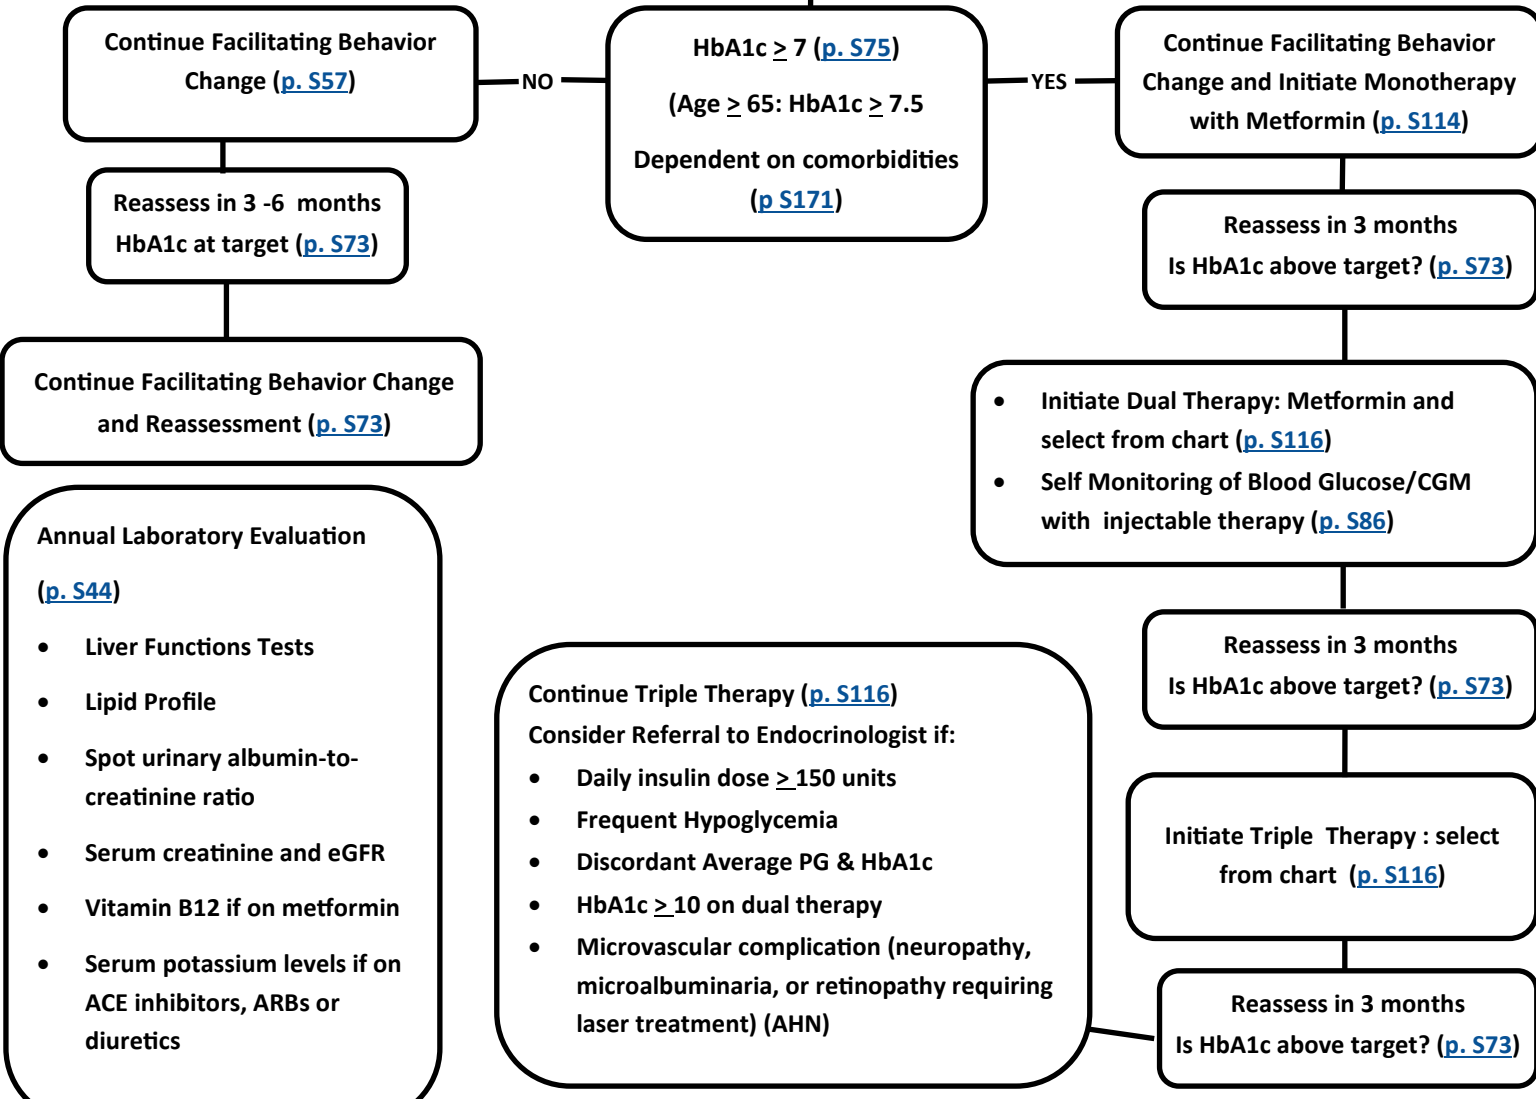 Continue Facilitating Behavior
Change (p. S57)
NO
HbA1c > 7 (p. S75)
(Age > 65: HbA1c > 7.5
Dependent on comorbidities
(p S171)
YES
Continue Facilitating Behavior
Change and Initiate Monotherapy
with Metformin (p. S114)
Reassess in 3 -6 months
HbA1c at target (p. S73)
Reassess in 3 months
Is HbA1c above target? (p. S73)
Continue Facilitating Behavior Change
and Reassessment (p. S73)
• Initiate Dual Therapy: Metformin and
select from chart (p. S116)
• Self Monitoring of Blood Glucose/CGM
with injectable therapy (p. S86)
Annual Laboratory Evaluation
(p. S44)
• Liver Functions Tests
• Lipid Profile
• Spot urinary albumin-to-
creatinine ratio
• Serum creatinine and eGFR
• Vitamin B12 if on metformin
• Serum potassium levels if on
ACE inhibitors, ARBs or
diuretics
Reassess in 3 months
Is HbA1c above target? (p. S73)
Initiate Triple Therapy : select
from chart (p. S116)
Reassess in 3 months
Is HbA1c above target? (p. S73)
Continue Triple Therapy (p. S116)
Consider Referral to Endocrinologist if:
• Daily insulin dose > 150 units
• Frequent Hypoglycemia
• Discordant Average PG & HbA1c
• HbA1c > 10 on dual therapy
• Microvascular complication (neuropathy,
microalbuminaria, or retinopathy requiring
laser treatment) (AHN)